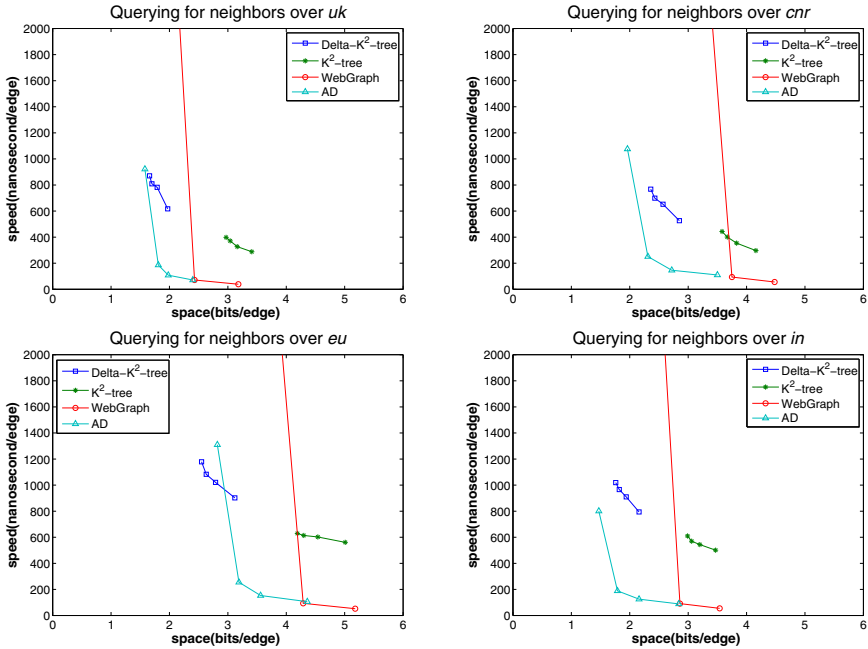 Querying for neighbors over uk
speed(nanosecond/edge)
2000
1800
1600
1400
1200
1000
800
600
400
200
0
0 1 2 3 4 5 6
space(bits/edge)
Delta-K²-tree
K²-tree
WebGraph
AD
Querying for neighbors over cnr
speed(nanosecond/edge)
2000
1800
1600
1400
1200
1000
800
600
400
200
0
0 1 2 3 4 5 6
space(bits/edge)
Delta-K²-tree
K²-tree
WebGraph
AD
Querying for neighbors over eu
speed(nanosecond/edge)
2000
1800
1600
1400
1200
1000
800
600
400
200
0
0 1 2 3 4 5 6
space(bits/edge)
Delta-K²-tree
K²-tree
WebGraph
AD
Querying for neighbors over in
speed(nanosecond/edge)
2000
1800
1600
1400
1200
1000
800
600
400
200
0
0 1 2 3 4 5 6
space(bits/edge)
Delta-K²-tree
K²-tree
WebGraph
AD